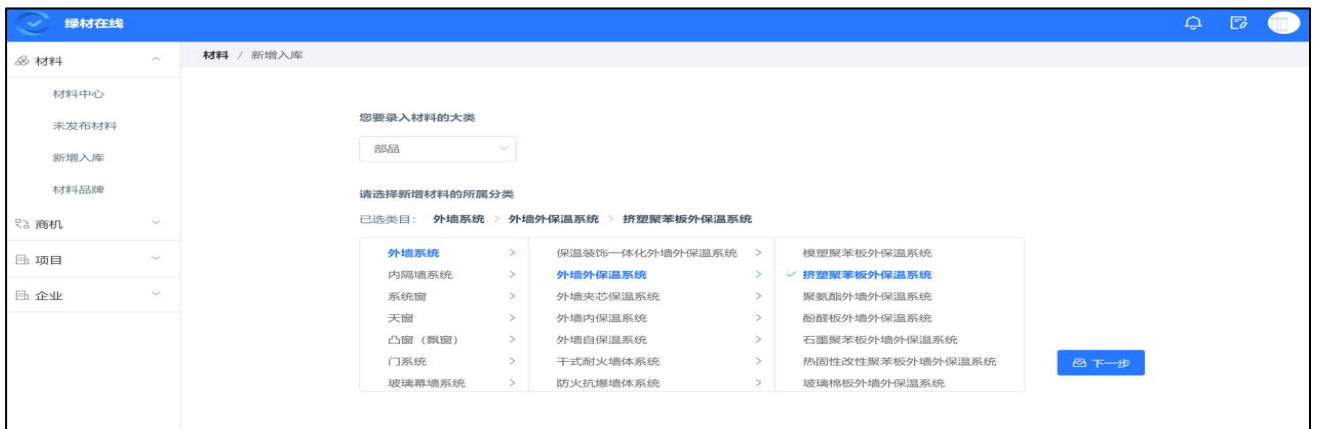 绿材在线
材料
材料中心
未发布材料
新增入库
材料品牌
商机
项目
企业
材料 / 新增入库
您要录入材料的大类
部品
请选择新增材料的所属分类
已选类目: 外墙系统 > 外墙外保温系统 > 挤塑聚苯板外保温系统
外墙系统 > 保温装饰一体化外墙外保温系统 > 模塑聚苯板外保温系统
内隔墙系统 > 外墙外保温系统 > 挤塑聚苯板外保温系统
系统窗 > 外墙夹芯保温系统 > 聚氨酯外墙外保温系统
天窗 > 外墙内保温系统 > 酚醛板外墙外保温系统
凸窗（飘窗） > 外墙自保温系统 > 石墨聚苯板外墙外保温系统
门系统 > 干式耐火墙体系统 > 热固性改性聚苯板外墙外保温系统
玻璃幕墙系统 > 防火抗爆墙体系统 > 玻璃棉板外墙外保温系统
下一步